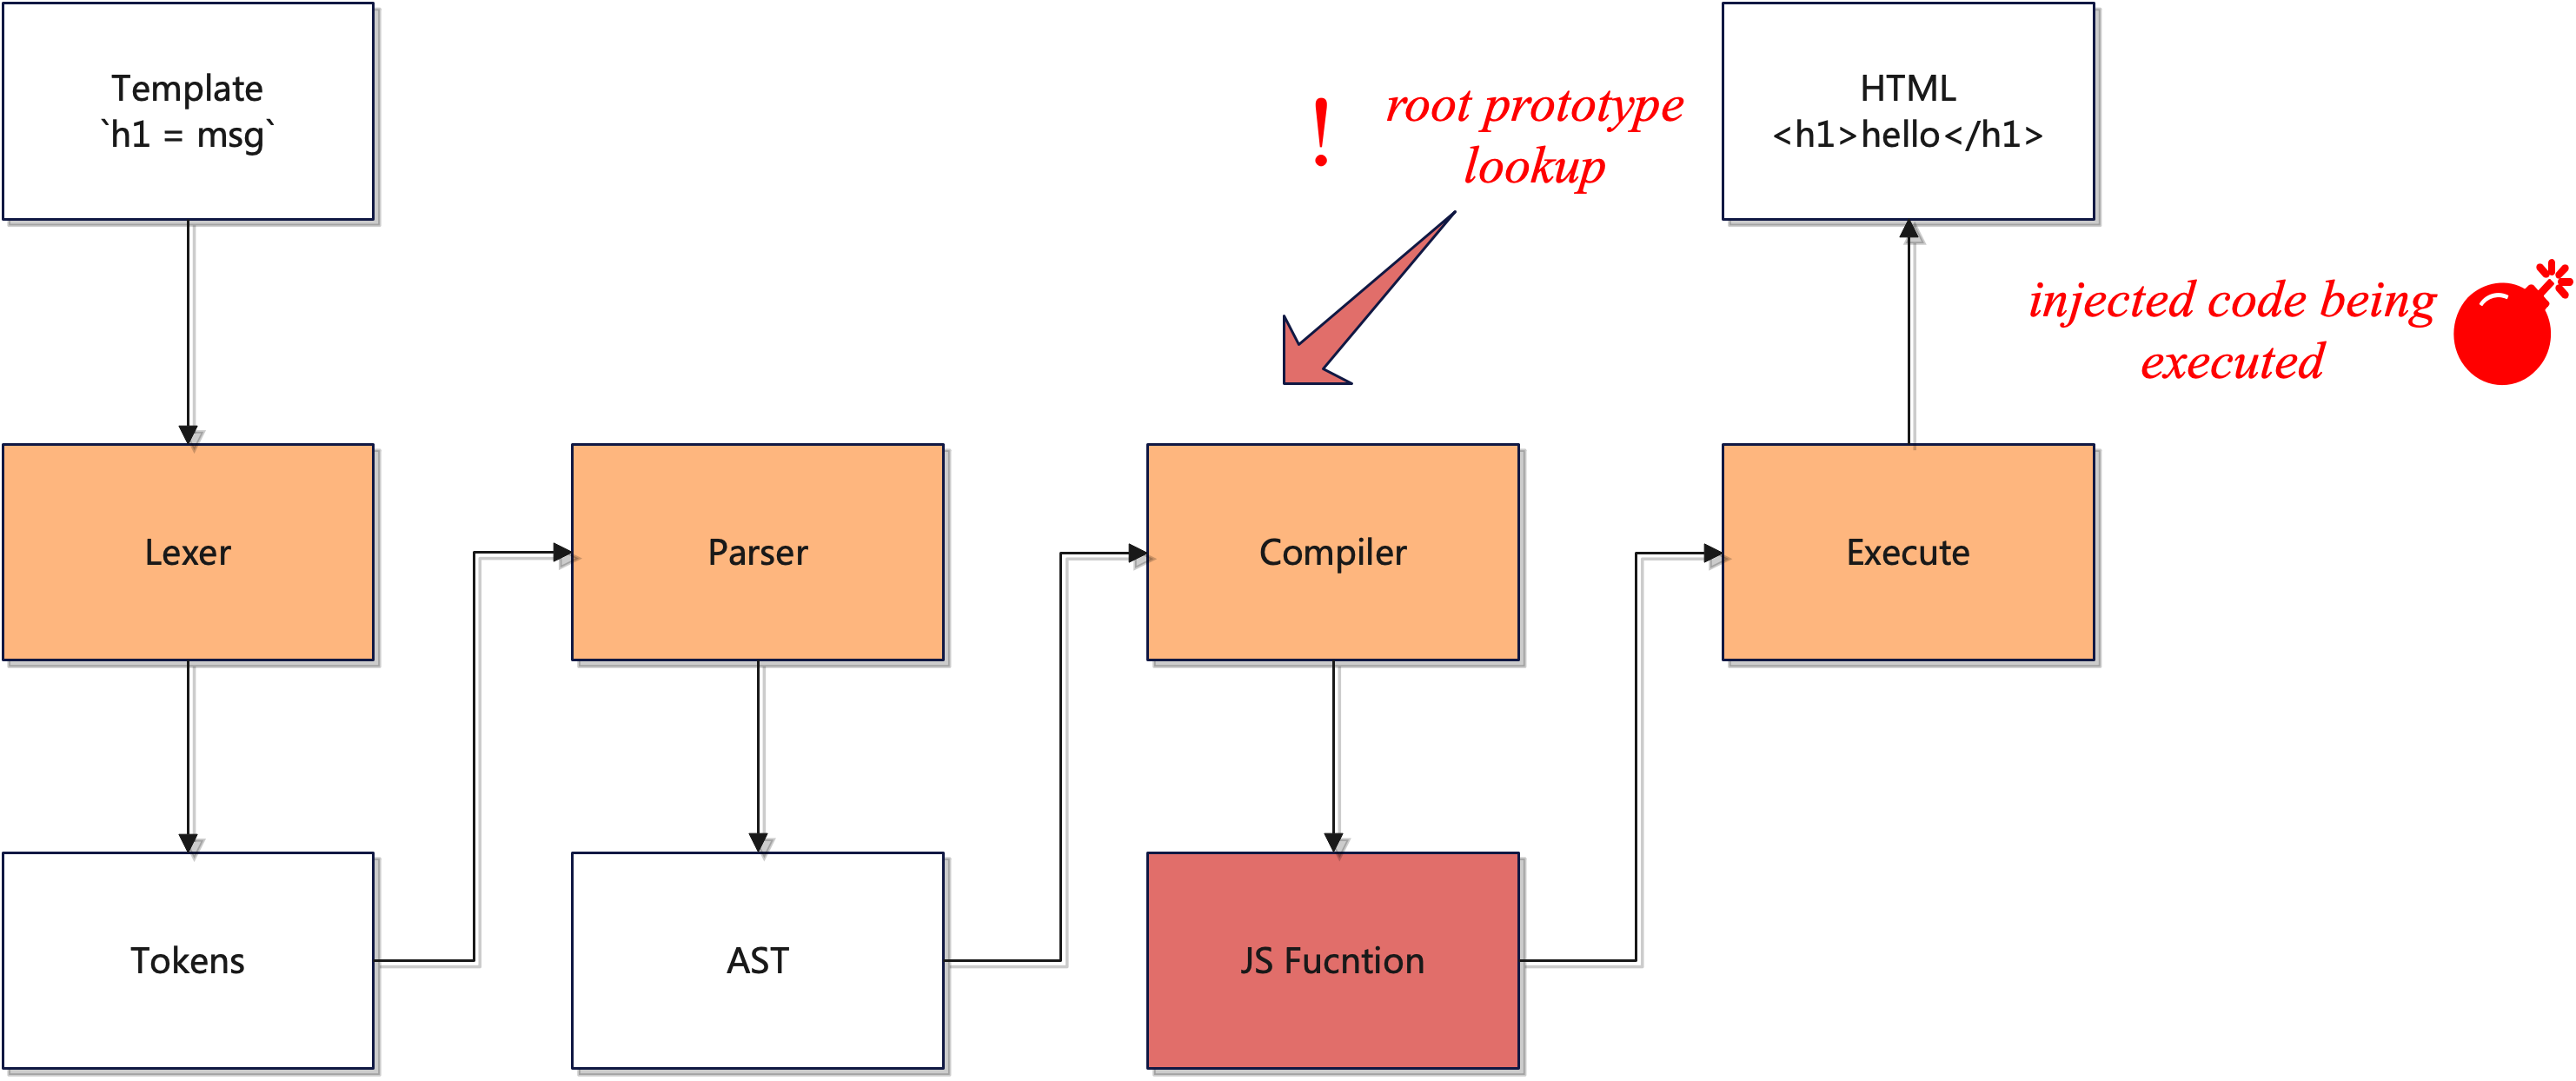 Template
`h1 = msg`
! root prototype
lookup
HTML
<h1>hello</h1>
injected code being
executed
Lexer
Parser
Compiler
Execute
Tokens
AST
JS Fucntion